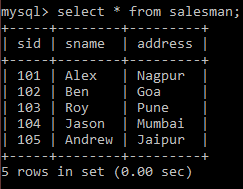 mysql> select * from salesman;
+-----+--------+---------+
| sid | sname  | address |
+-----+--------+---------+
| 101 | Alex   | Nagpur  |
| 102 | Ben    | Goa     |
| 103 | Roy    | Pune    |
| 104 | Jason  | Mumbai  |
| 105 | Andrew | Jaipur  |
+-----+--------+---------+
5 rows in set (0.00 sec)